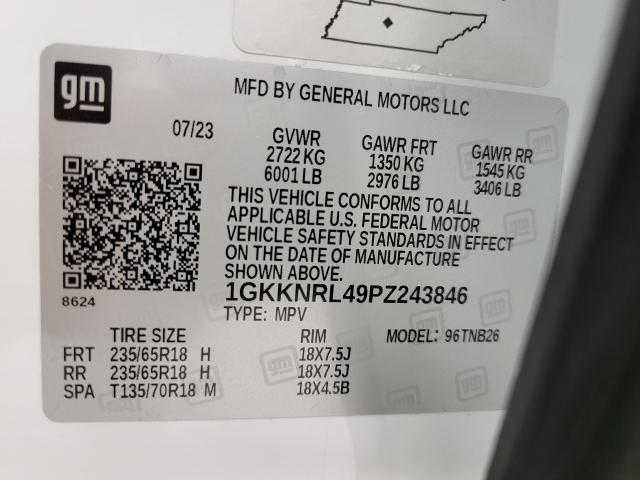 gm
MFD BY GENERAL MOTORS LLC
07/23
GVWR GAWR FRT GAWR RR
2722 KG 1350 KG 1545 KG
6001 LB 2976 LB 3406 LB
THIS VEHICLE CONFORMS TO ALL
APPLICABLE U.S. FEDERAL MOTOR
VEHICLE SAFETY STANDARDS IN EFFECT
ON THE DATE OF MANUFACTURE
SHOWN ABOVE.
8624
1GKKNRL49PZ243846
TYPE: MPV
TIRE SIZE RIM MODEL: 96TNB26
FRT 235/65R18 H 18X7.5J
RR 235/65R18 H 18X7.5J
SPA T135/70R18 M 18X4.5B